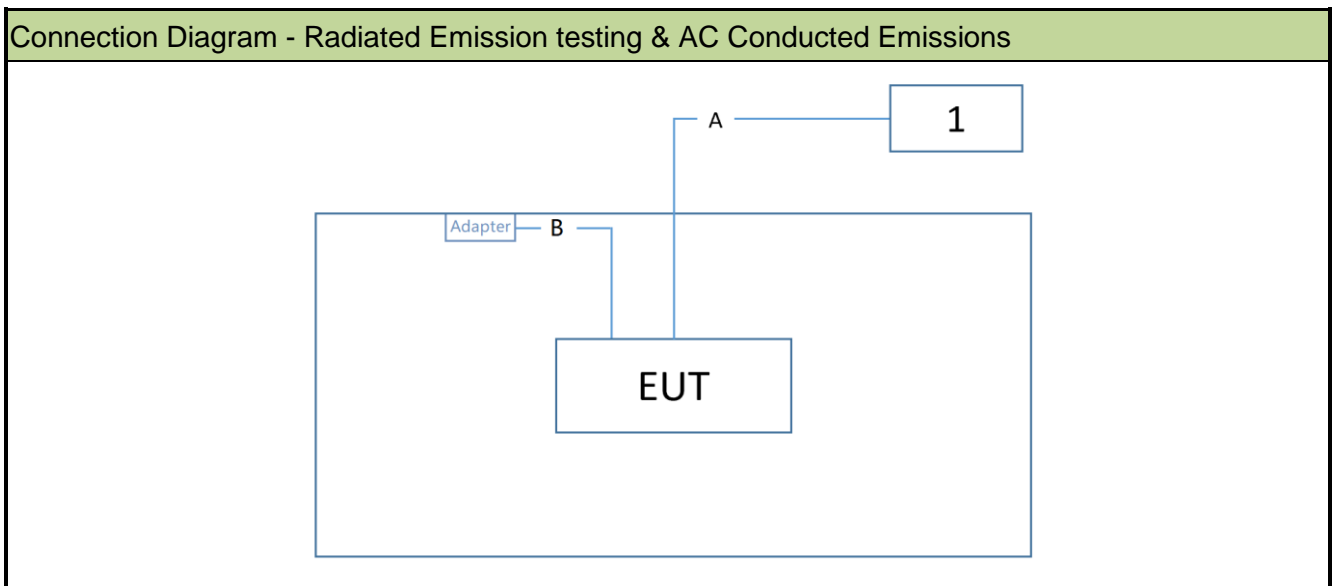 Connection Diagram - Radiated Emission testing & AC Conducted Emissions
A
1
Adapter
B
EUT